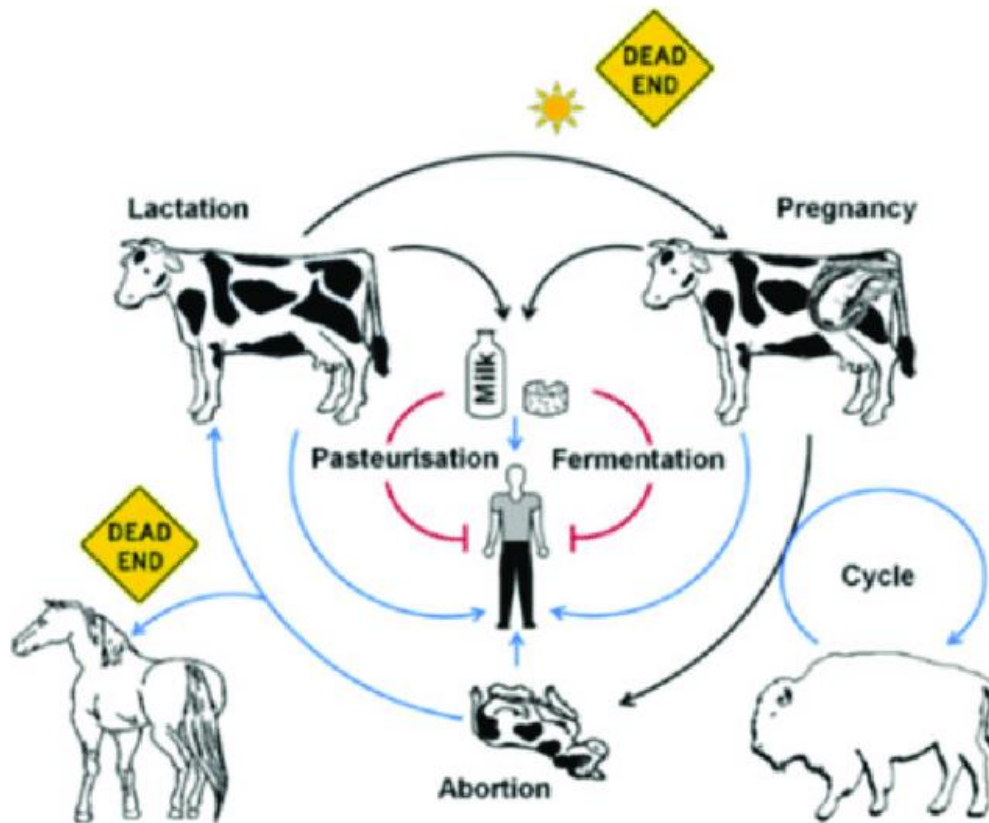 DEAD
END
Lactation
Pregnancy
Milk
Pasteurisation
Fermentation
DEAD
END
Cycle
Abortion